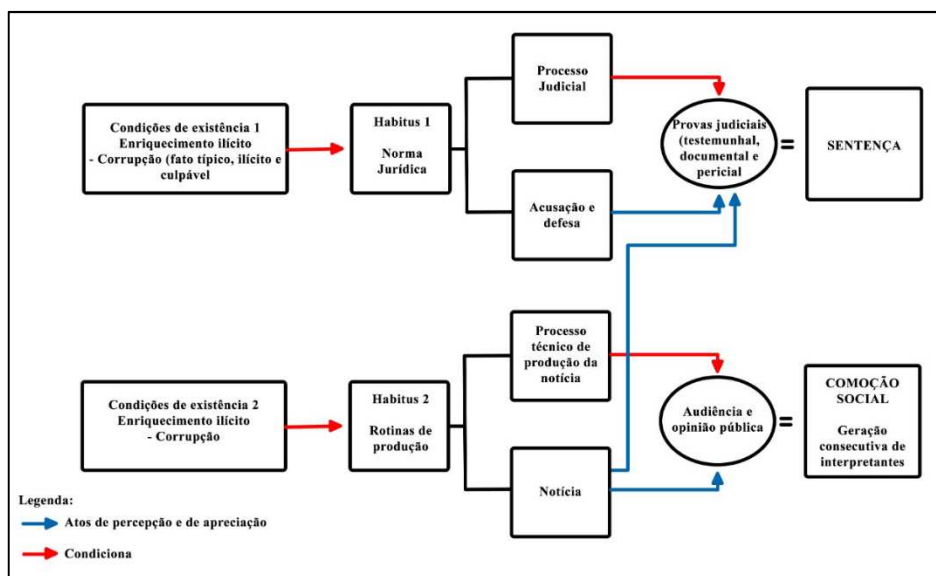 Condições de existência 1
Enriquecimento ilícito
- Corrupção (fato típico, ilícito e
culpável
Habitus 1
Norma
Jurídica
Processo
Judicial
Acusação e
defesa
Provas judiciais
(testemunhal,
documental e
pericial
=
SENTENÇA
Condições de existência 2
Enriquecimento ilícito
- Corrupção
Habitus 2
Rotinas de
produção
Processo
técnico de
produção da
notícia
Notícia
Audiência e
opinião pública
=
COMOÇÃO
SOCIAL
Geração
consecutiva de
interpretantes
Legenda:
Atos de percepção e de apreciação
Condiciona